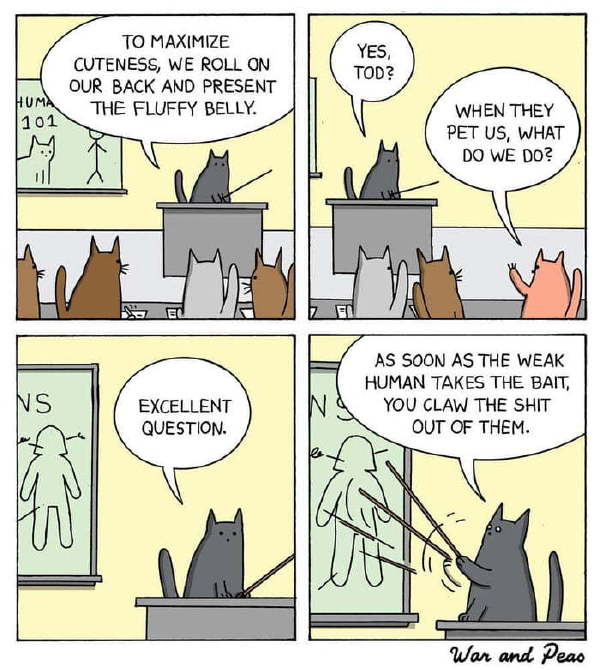 TO MAXIMIZE
CUTENESS, WE ROLL ON
OUR BACK AND PRESENT
THE FLUFFY BELLY.
HUMA
101
YES,
TOD?
WHEN THEY
PET US, WHAT
DO WE DO?
NS
EXCELLENT
QUESTION.
NS
AS SOON AS THE WEAK
HUMAN TAKES THE BAIT,
YOU CLAW THE SHIT
OUT OF THEM.
War and Peas